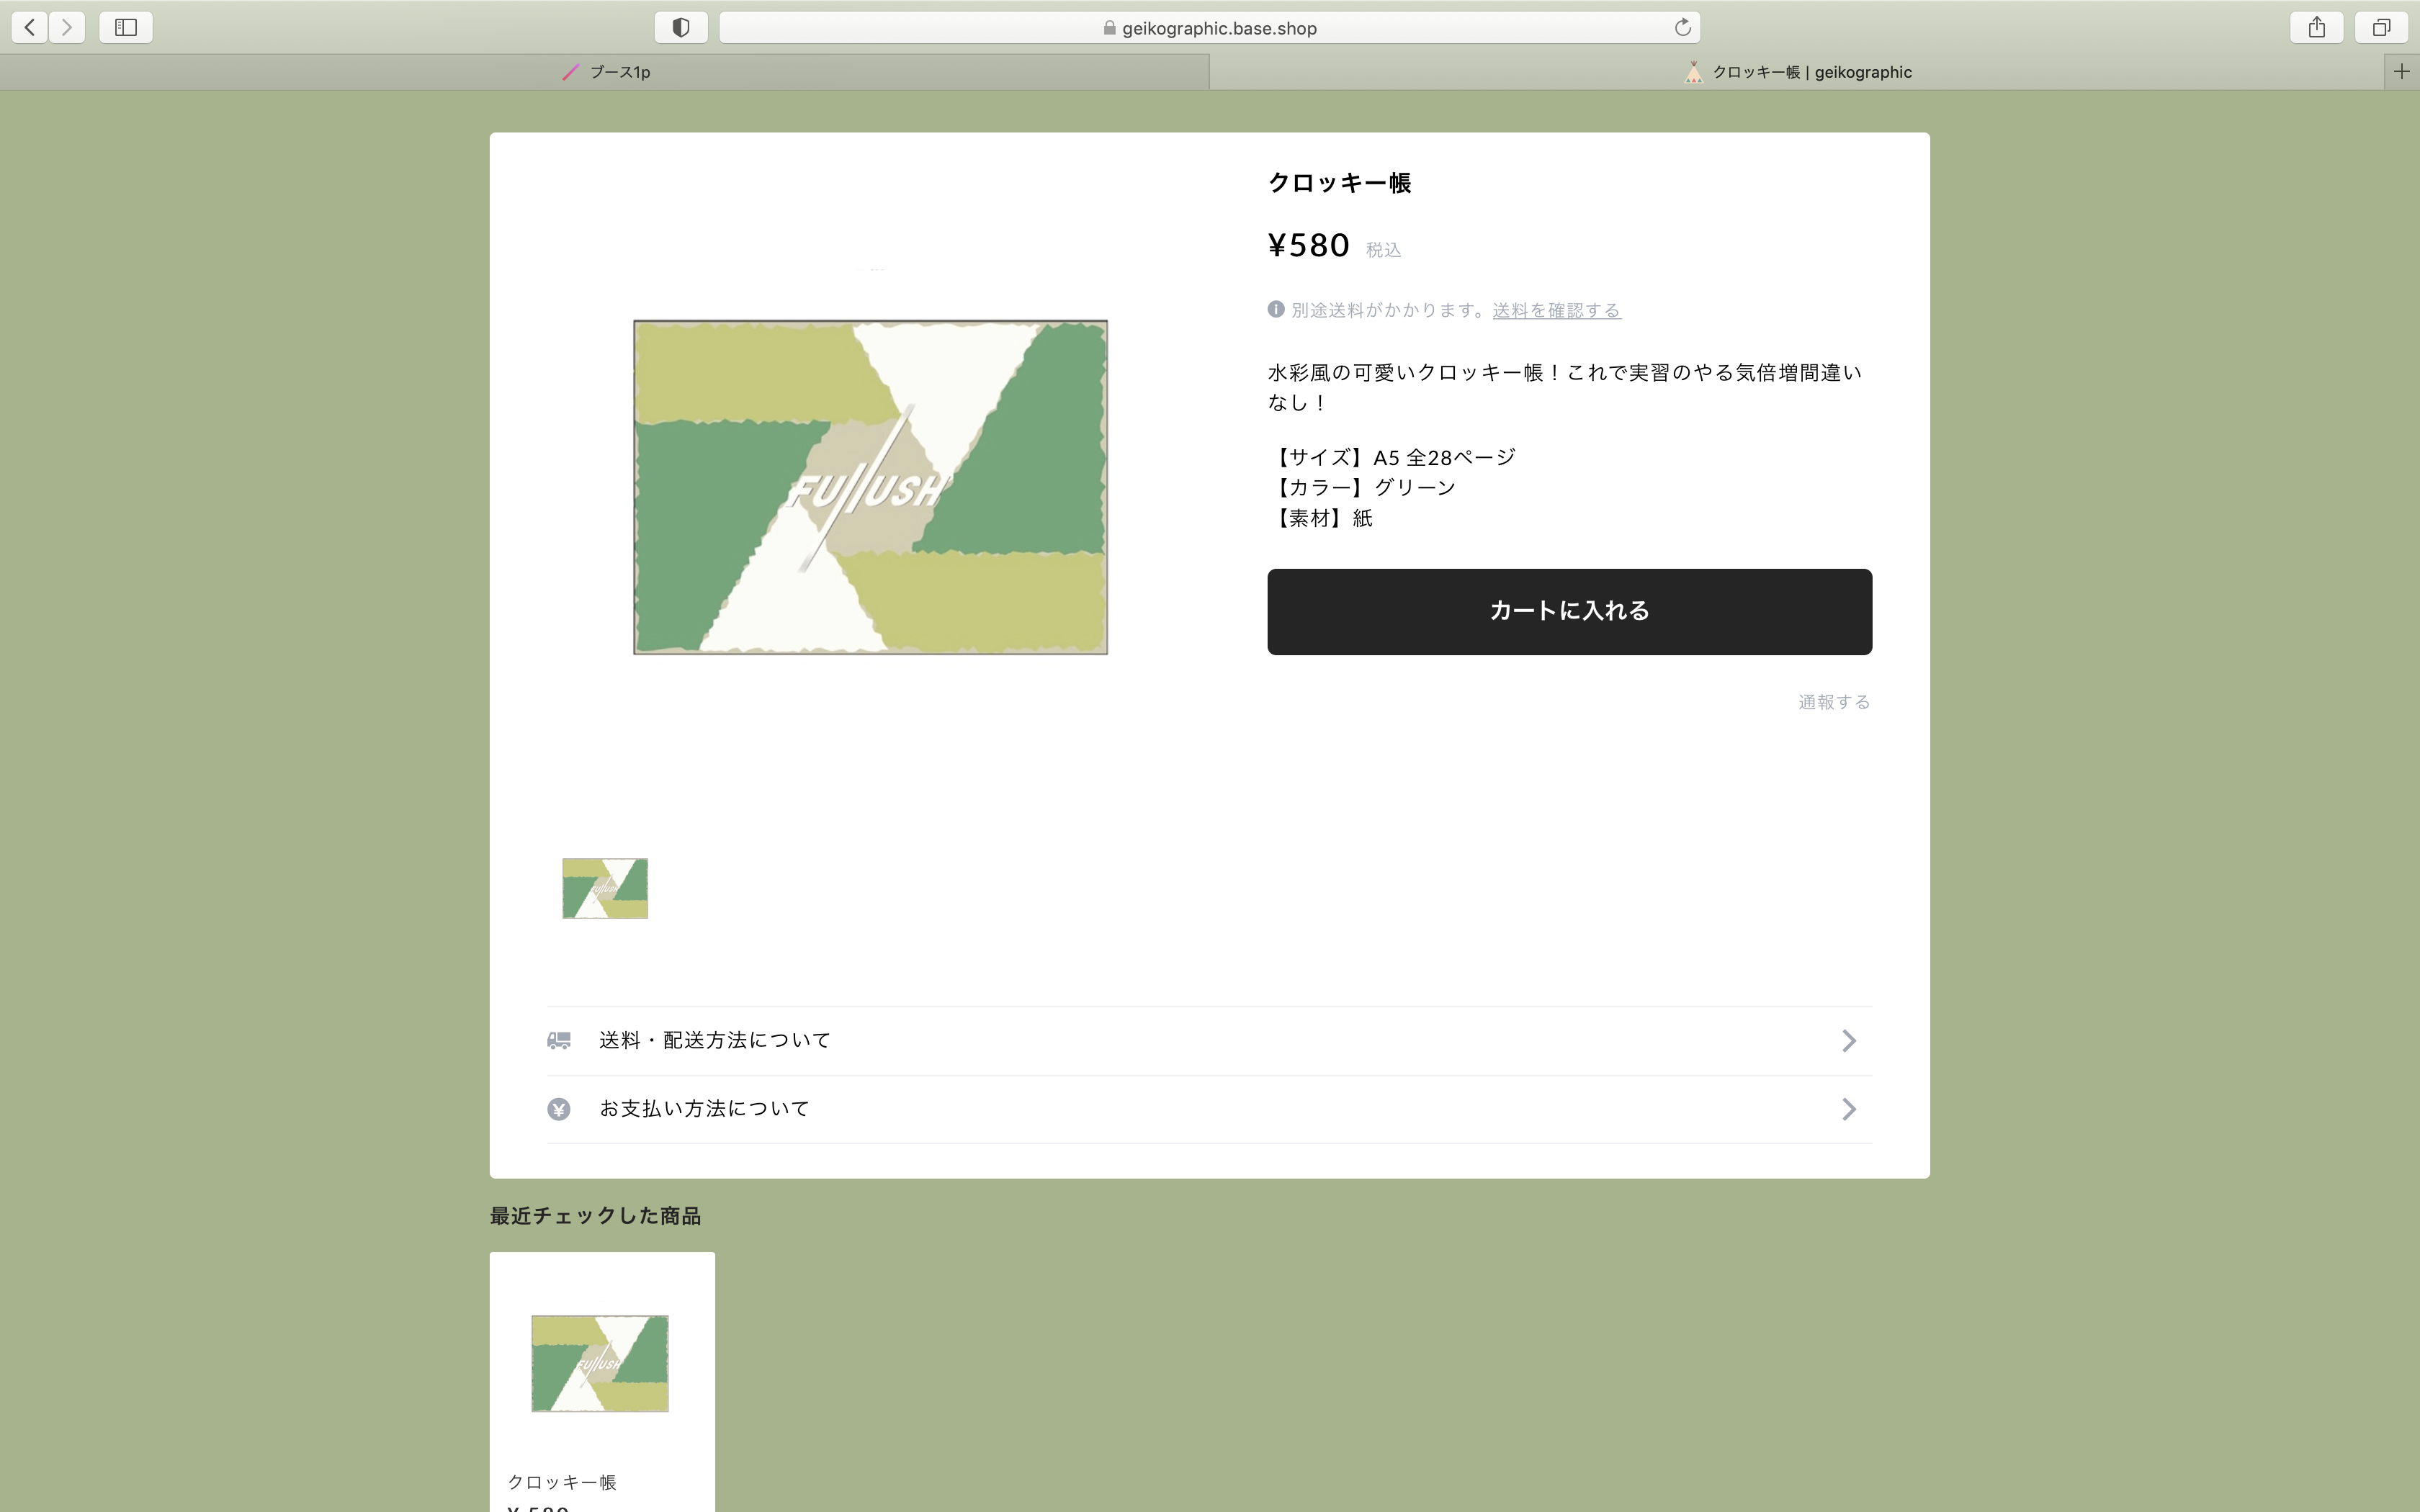 geikographic.base.shop
ブース1p
クロッキー帳 | geikographic
クロッキー帳
¥580 税込
別途送料がかかります。送料を確認する
水彩風の可愛いクロッキー帳！これで実習のやる気倍増間違い
なし！
【サイズ】A5 全28ページ
【カラー】グリーン
【素材】紙
カートに入れる
通報する
FULLUSH
FULLUSH
送料・配送方法について
お支払い方法について
最近チェックした商品
FULLUSH
クロッキー帳
¥ 580